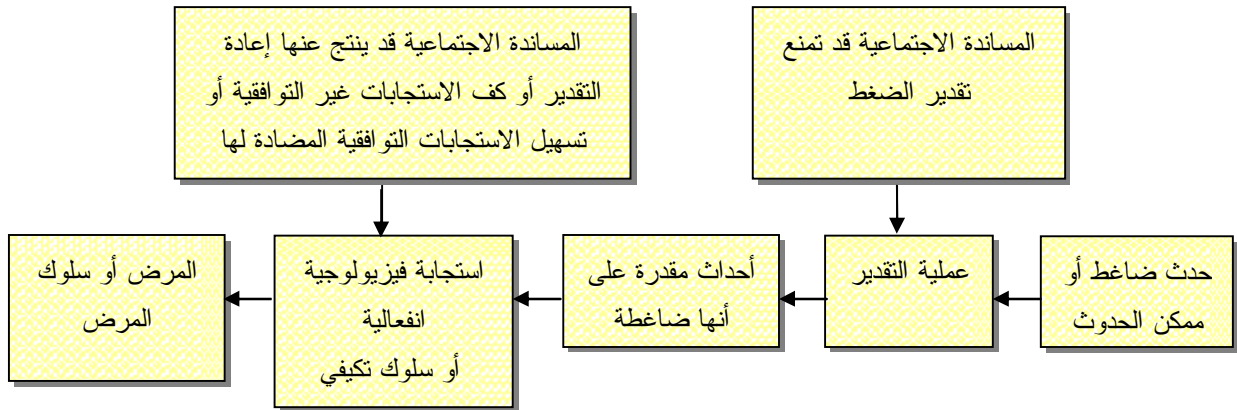 المساندة الاجتماعية قد تمنع
تقدير الضغط
المساندة الاجتماعية قد ينتج عنها إعادة
التقدير أو كف الاستجابات غير التوافقية أو
تسهيل الاستجابات التوافقية المضادة لها
حدث ضاغط أو
ممكن الحدوث
عملية التقدير
أحداث مقدرة على
أنها ضاغطة
استجابة فيزيولوجية
انفعالية
أو سلوك تكيفي
المرض أو سلوك
المرض